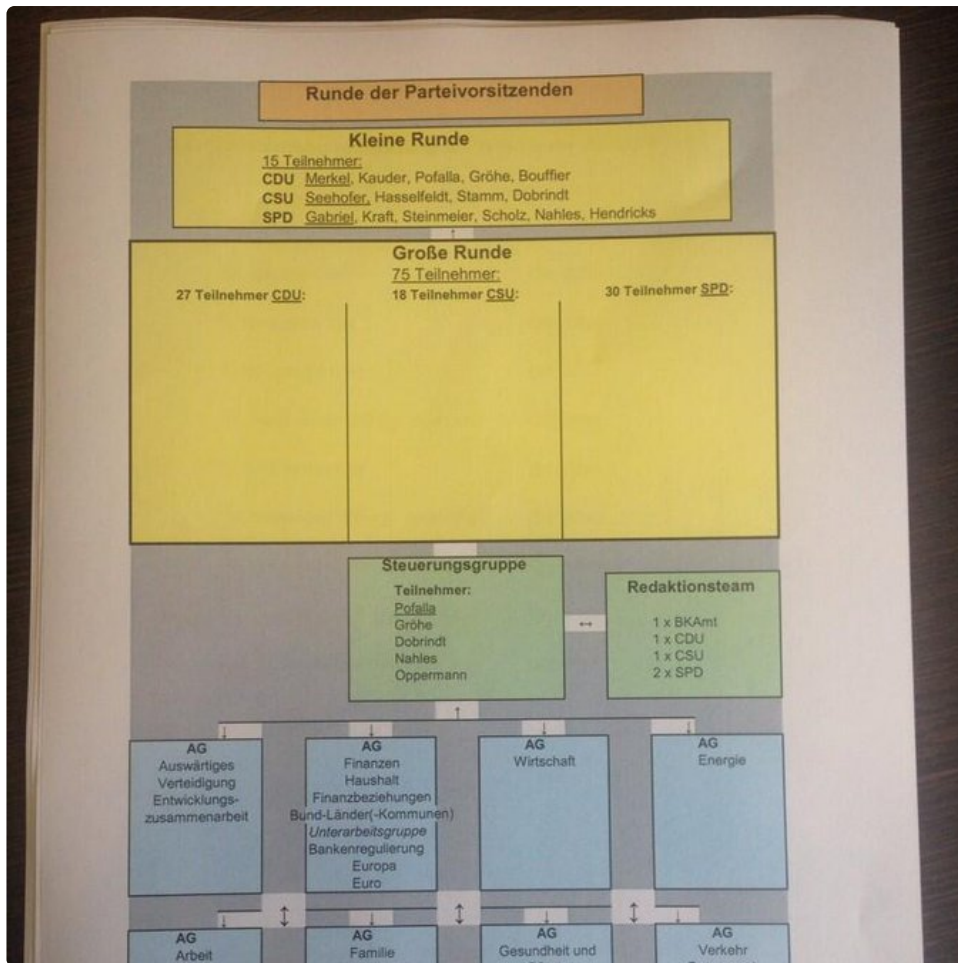 Runde der Parteivorsitzenden
Kleine Runde
15 Teilnehmer:
CDU Merkel, Kauder, Pofalla, Gröhe, Bouffier
CSU Seehofer, Hasselfeldt, Stamm, Dobrindt
SPD Gabriel, Kraft, Steinmeier, Scholz, Nahles, Hendricks
↑
Große Runde
75 Teilnehmer:
27 Teilnehmer CDU:
18 Teilnehmer CSU:
30 Teilnehmer SPD:
Steuerungsgruppe
Teilnehmer:
Pofalla
Gröhe
Dobrindt
Nahles
Oppermann
↔
Redaktionsteam
1 x BKAmt
1 x CDU
1 x CSU
2 x SPD
↑
↓ ↓ ↓ ↓
AG
Auswärtiges
Verteidigung
Entwicklungs-
zusammenarbeit
AG
Finanzen
Haushalt
Finanzbeziehungen
Bund-Länder(-Kommunen)
Unterarbeitsgruppe
Bankenregulierung
Europa
Euro
AG
Wirtschaft
AG
Energie
↕ ↕ ↕
↓ ↓ ↓ ↓
AG
Arbeit
AG
Familie
AG
Gesundheit und
AG
Verkehr